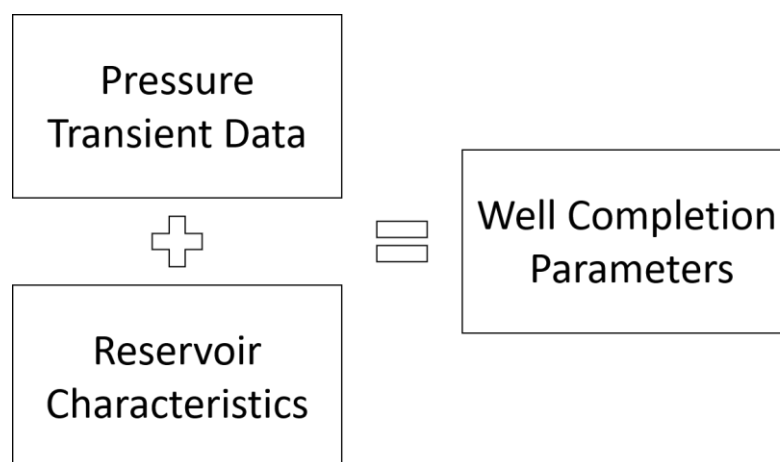 Pressure
Transient Data
Reservoir
Characteristics
Well Completion
Parameters